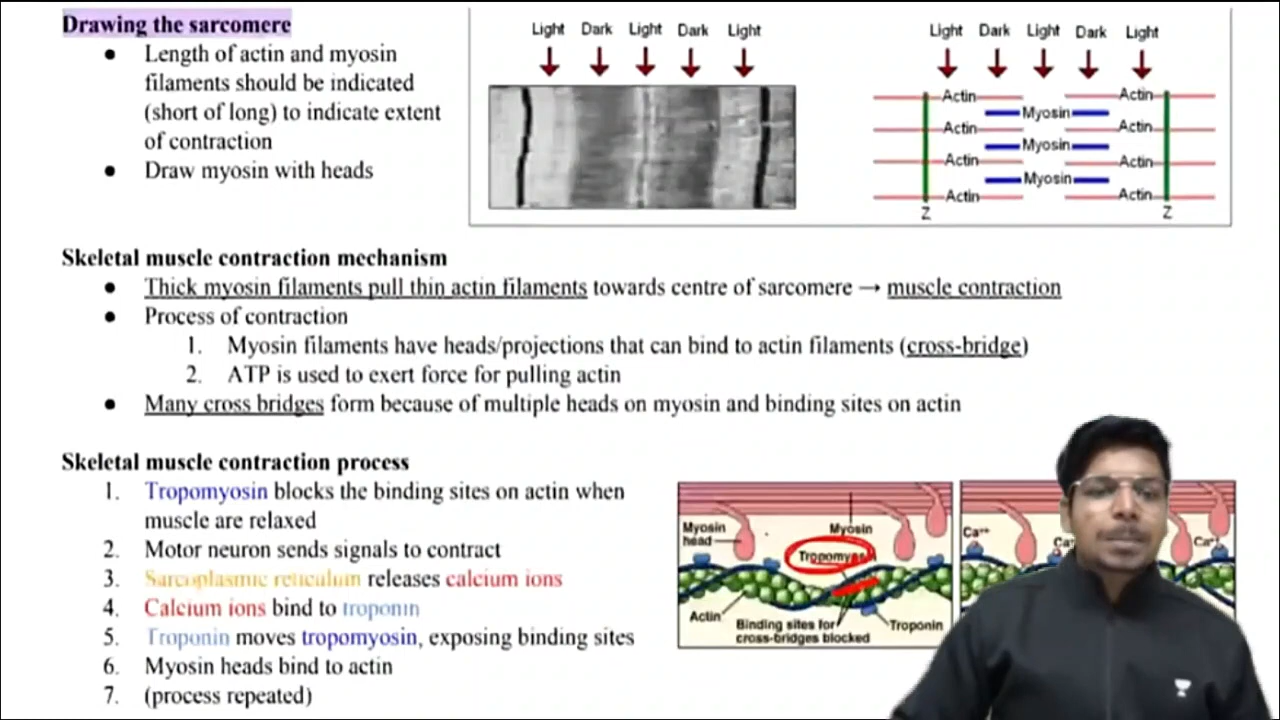 Drawing the sarcomere
● Length of actin and myosin
filaments should be indicated
(short of long) to indicate extent
of contraction
● Draw myosin with heads
Light Dark Light Dark Light
Light Dark Light Dark Light
Actin Actin
Myosin
Actin Actin
Myosin
Actin Actin
Myosin
Actin Actin
Z Z
Skeletal muscle contraction mechanism
● Thick myosin filaments pull thin actin filaments towards centre of sarcomere → muscle contraction
● Process of contraction
1. Myosin filaments have heads/projections that can bind to actin filaments (cross-bridge)
2. ATP is used to exert force for pulling actin
● Many cross bridges form because of multiple heads on myosin and binding sites on actin
Skeletal muscle contraction process
1. Tropomyosin blocks the binding sites on actin when
muscle are relaxed
2. Motor neuron sends signals to contract
3. Sarcoplasmic reticulum releases calcium ions
4. Calcium ions bind to troponin
5. Troponin moves tropomyosin, exposing binding sites
6. Myosin heads bind to actin
7. (process repeated)
Myosin
head
Myosin
Actin
Binding sites for
cross-bridges blocked
Troponin
Ca++